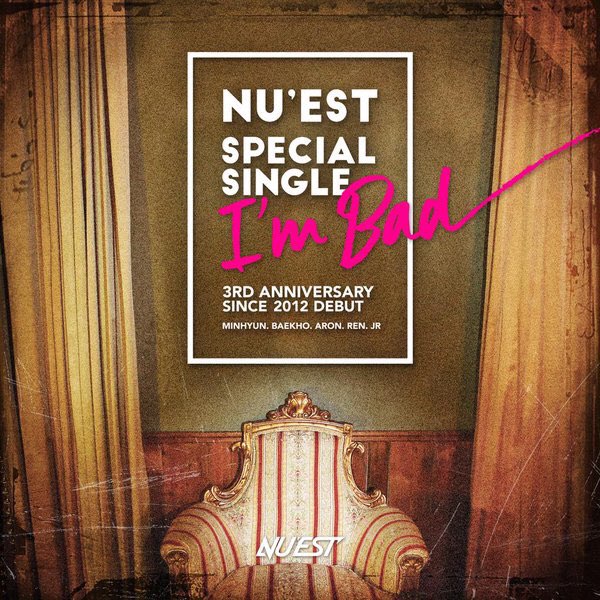 NU'EST
SPECIAL
SINGLE
I'm Bad
3RD ANNIVERSARY
SINCE 2012 DEBUT
MINHYUN. BAEKHO. ARON. REN. JR
NU'EST